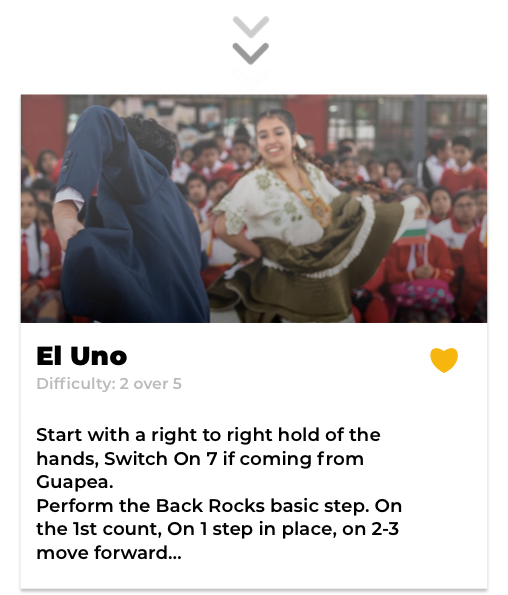 El Uno
Difficulty: 2 over 5
Start with a right to right hold of the
hands, Switch On 7 if coming from
Guapea.
Perform the Back Rocks basic step. On
the 1st count, On 1 step in place, on 2-3
move forward...